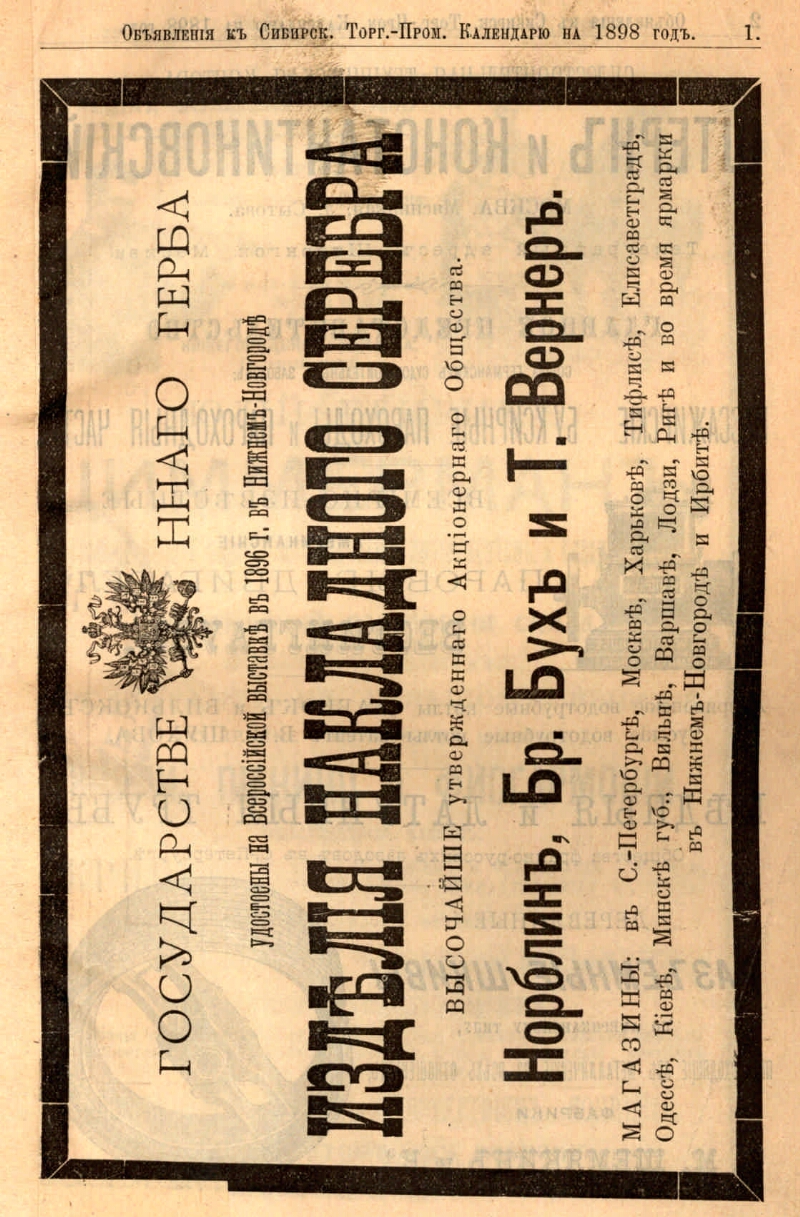 Объявленія къ Сибирск. Торг.-Пром. Календарю на 1898 годъ. 1.
ГОСУДАРСТВЕ ННАГО ГЕРБА
удостоены на Всероссійской выставкѣ въ 1896 г. въ Нижнемъ-Новгородѣ
ИЗДѢЛІЯ НАКЛАДНОГО СЕРЕБРА
ВЫСОЧАЙШЕ утвержденнаго Акціонернаго Общества.
Норблинъ, Бр. Бухъ и Т. Вернеръ.
МАГАЗИНЫ: въ С.-Петербургѣ, Москвѣ, Харьковѣ, Тифлисѣ, Елисаветградѣ,
Одессѣ, Кіевѣ, Минскѣ губ., Вильнѣ, Варшавѣ, Лодзи, Ригѣ и во время ярмарки
въ Нижнемъ-Новгородѣ и Ирбитѣ.